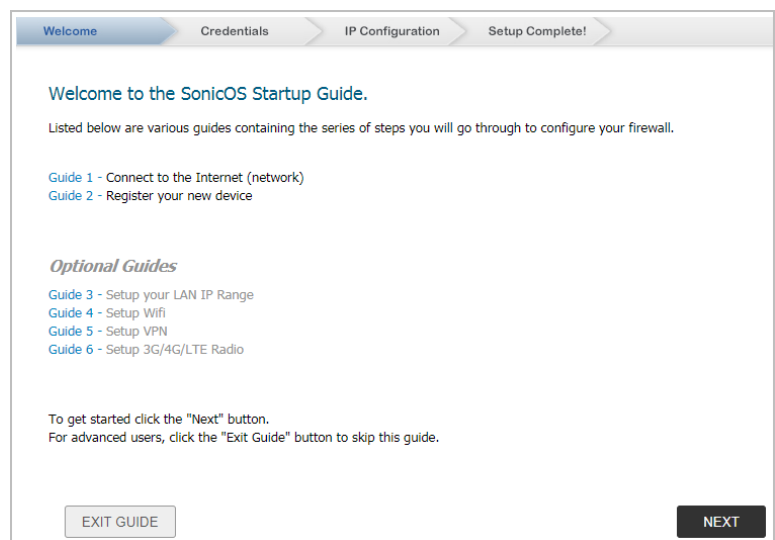 Welcome Credentials IP Configuration Setup Complete!
Welcome to the SonicOS Startup Guide.
Listed below are various guides containing the series of steps you will go through to configure your firewall.
Guide 1 - Connect to the Internet (network)
Guide 2 - Register your new device
Optional Guides
Guide 3 - Setup your LAN IP Range
Guide 4 - Setup Wifi
Guide 5 - Setup VPN
Guide 6 - Setup 3G/4G/LTE Radio
To get started click the "Next" button.
For advanced users, click the "Exit Guide" button to skip this guide.
EXIT GUIDE NEXT